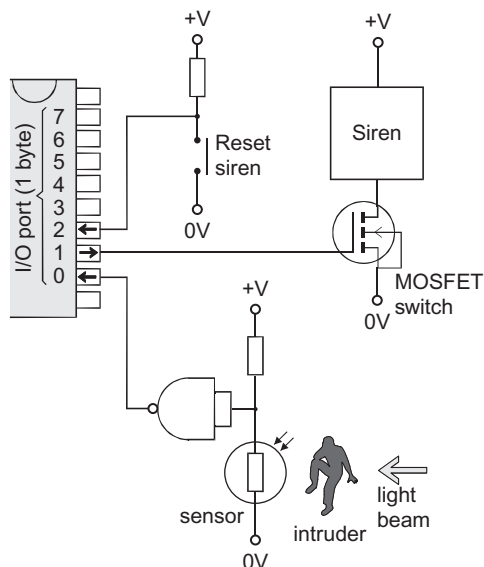 +V
+V
I/O port (1 byte)
7
6
5
4
3
2
1
0
Reset
siren
0V
Siren
MOSFET
switch
0V
+V
sensor
0V
intruder
light
beam